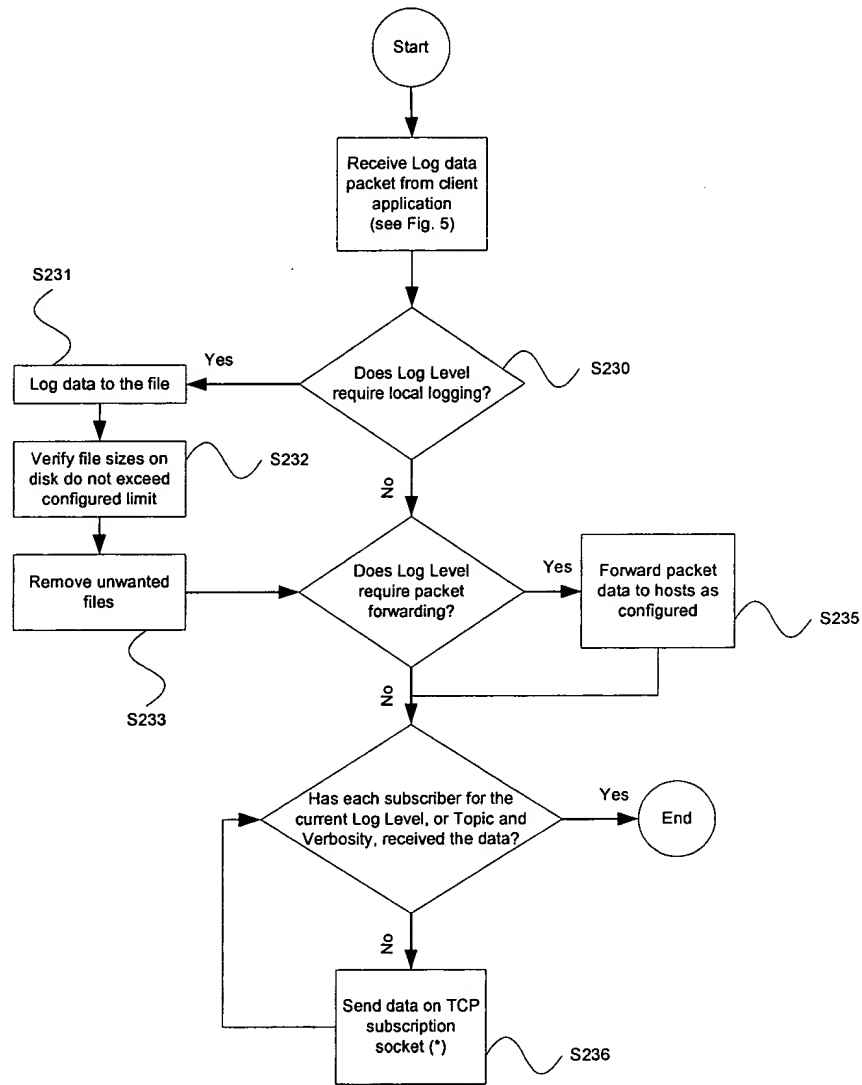 Start
Receive Log data
packet from client
application
(see Fig. 5)
S231
Yes
Log data to the file
Does Log Level
require local logging?
S230
Verify file sizes on
disk do not exceed
configured limit
S232
No
Remove unwanted
files
S233
Does Log Level
require packet
forwarding?
Yes
Forward packet
data to hosts as
configured
S235
No
Has each subscriber for the
current Log Level, or Topic and
Verbosity, received the data?
Yes
End
No
Send data on TCP
subscription
socket (*)
S236